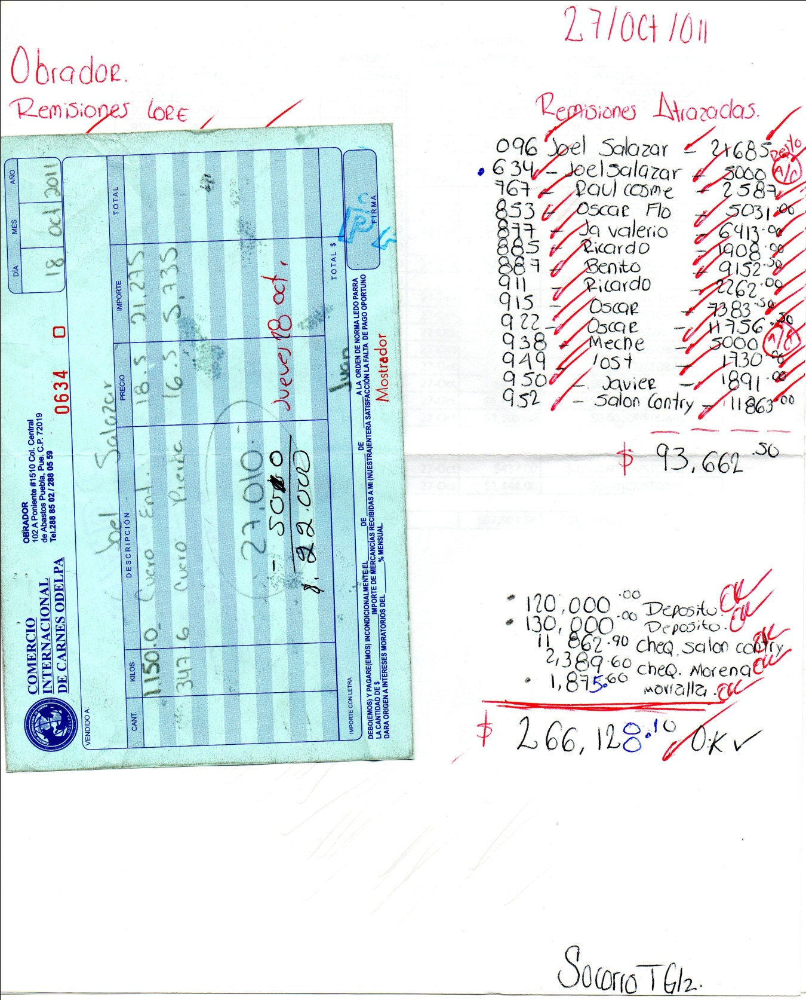 27/Oct/011
Obrador.
Remisiones LORE
Remisiones Atrazadas.
096 Joel Salazar - 21685 Resto
634 - Joel Salazar - 5000 A/C
767 - Raul cosme - 2587
853 - Oscar Flo - 5031.00
877 - Ja valerio - 6413.00
885 - Ricardo - 1908.00
887 - Benito - 9152.50
911 - Ricardo - 2262.00
915 - Oscar - 7383.50
922 - Oscar - 11756.50
938 - Meche - 5000 A/C
949 - Yost - 1730.00
950 - Javier - 1891.00
952 - Salon Contry - 11863.00
$ 93,662.50
120,000.00 Deposito. OK
130,000.00 Deposito. OK
11 862.90 cheq. salon contry OK
2,389.60 cheq. Morena OK
1,875.60 morralla. OK
$ 266,128.10 O.K ✓
Socorro T Glz.
COMERCIO
INTERNACIONAL
DE CARNES ODELPA
OBRADOR
102 A Poniente #1510 Col. Central
de Abastos Puebla, Pue. C.P. 72019
Tel.288 85 02 / 288 05 59
0634
DÍA MES AÑO
18 Oct 2011
VENDIDO A:
Joel Salazar
CANT. KILOS DESCRIPCIÓN PRECIO IMPORTE TOTAL
1.150.0 Cuero Ent. 18.5 21,275
347.6 Cuero Pierna 16.5 5,735
27,010.
- 5000
$. 22.000
Jueves 28 oct.
Juan
IMPORTE CON LETRA
TOTAL $
DEBO(EMOS) Y PAGARE(EMOS) INCONDICIONALMENTE EL DE DE A LA ORDEN DE NORMA LEDO PARRA
LA CANTIDAD DE $ IMPORTE DE MERCANCÍAS RECIBIDAS A MI (NUESTRA)ENTERA SATISFACCIÓN LA FALTA DE PAGO OPORTUNO
DARA ORIGEN A INTERESES MORATORIOS DEL % MENSUAL.
FIRMA
Mostrador